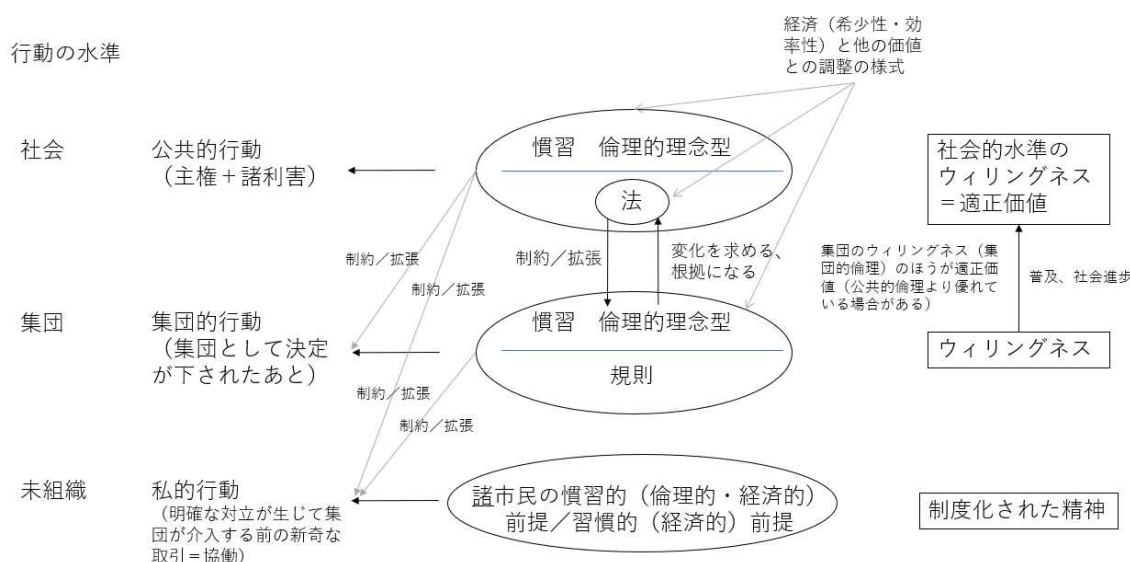 経済（希少性・効
率性）と他の価値
との調整の様式
行動の水準
社会
公共的行動
（主権＋諸利害）
慣習　倫理的理念型
法
社会的水準の
ウィリングネス
＝適正価値
制約／拡張
制約／拡張
制約／拡張
変化を求める、
根拠になる
集団のウィリングネス（集
団的倫理）のほうが適正価
値（公共的倫理より優れて
いる場合がある）
普及、社会進歩
集団
集団的行動
（集団として決定
が下されたあと）
慣習　倫理的理念型
規則
ウィリングネス
制約／拡張
制約／拡張
未組織
私的行動
（明確な対立が生じて集
団が介入する前の新奇な
取引＝協働）
諸市民の慣習的（倫理的・経済的）
前提／習慣的（経済的）前提
制度化された精神